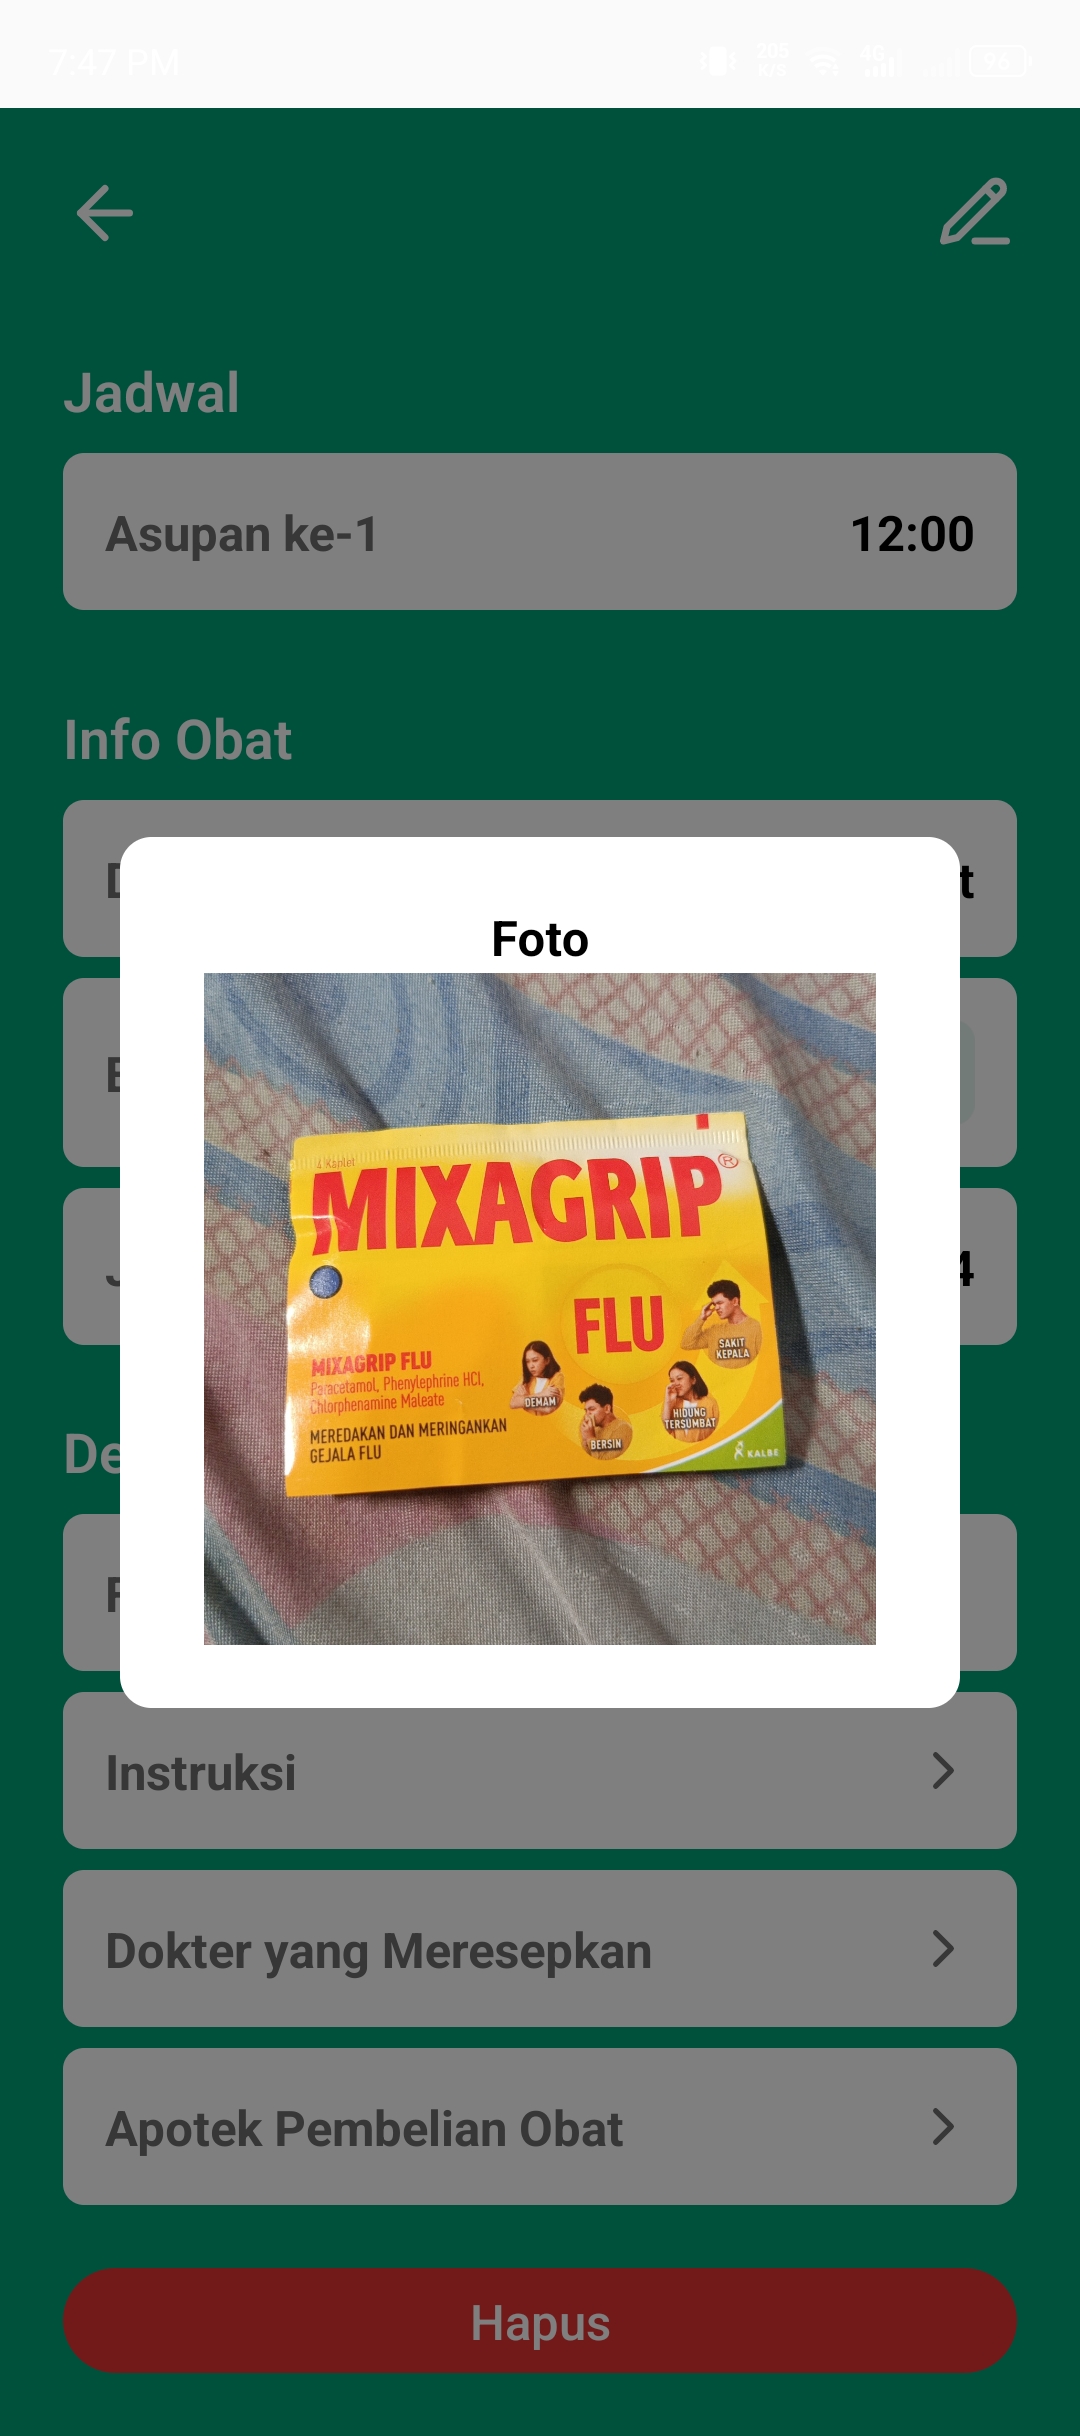 7:47 PM
205
K/S
4G
96
Jadwal
Asupan ke-1
12:00
Info Obat
Foto
4 Kaplet
MIXAGRIP®
FLU
SAKIT
KEPALA
MIXAGRIP FLU
Paracetamol, Phenylephrine HCl,
Chlorphenamine Maleate
DEMAM
HIDUNG
TERSUMBAT
MEREDAKAN DAN MERINGANKAN
GEJALA FLU
BERSIN
KALBE
Instruksi
Dokter yang Meresepkan
Apotek Pembelian Obat
Hapus